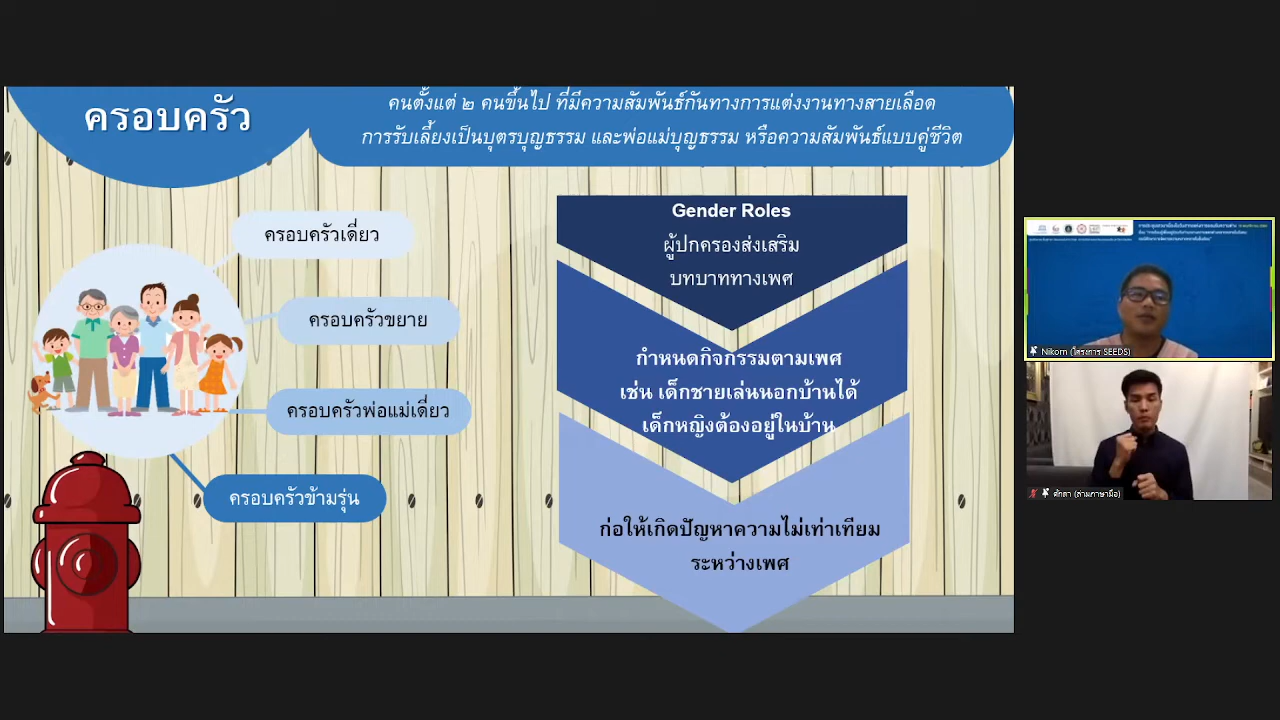 ครอบครัว
คนตั้งแต่ ๒ คนขึ้นไป ที่มีความสัมพันธ์กันทางการแต่งงานทางสายเลือด
การรับเลี้ยงเป็นบุตรบุญธรรม และพ่อแม่บุญธรรม หรือความสัมพันธ์แบบคู่ชีวิต
ครอบครัวเดี่ยว
ครอบครัวขยาย
ครอบครัวพ่อแม่เดี่ยว
ครอบครัวข้ามรุ่น
Gender Roles
ผู้ปกครองส่งเสริม
บทบาททางเพศ
กำหนดกิจกรรมตามเพศ
เช่น เด็กชายเล่นนอกบ้านได้
เด็กหญิงต้องอยู่ในบ้าน
ก่อให้เกิดปัญหาความไม่เท่าเทียม
ระหว่างเพศ
Nikorn (โครงการ SEEDS)
ศักดา (ล่ามภาษามือ)